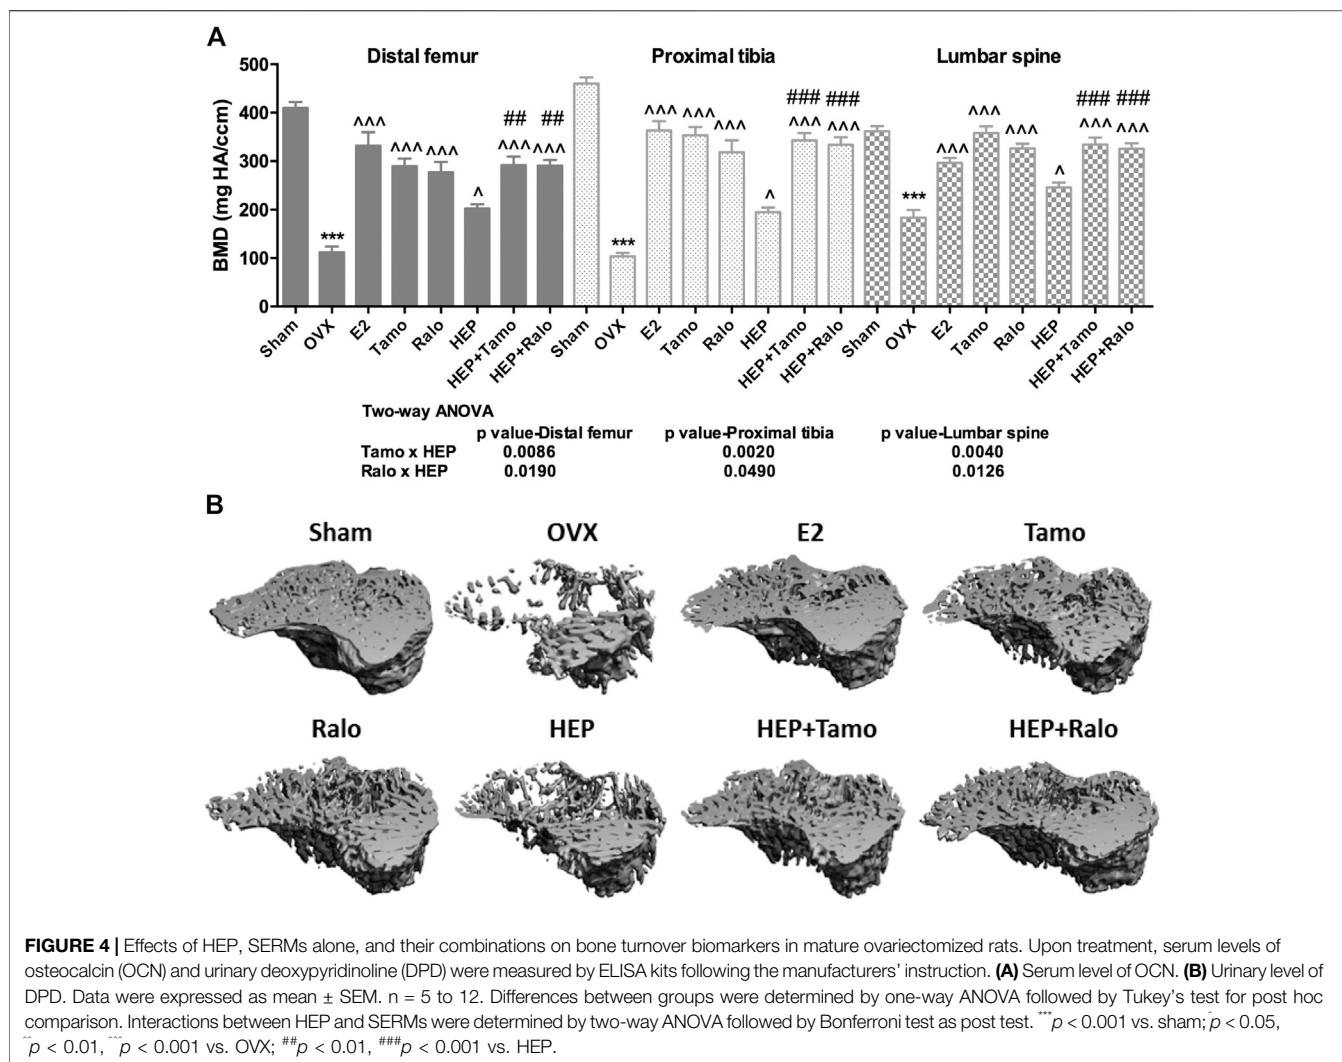 A
Distal femur Proximal tibia Lumbar spine
BMD (mg HA/ccm)
500
400
300
200
100
0
^^^ ^^^ ^^^ ^ ## ^^^ ## ^^^ *** ^^^ ^^^ ^^^ ^ ### ^^^ ### ^^^ *** ^^^ ^^^ ^^^ ^ ### ^^^ ### ^^^ ***
Sham OVX E2 Tamo Ralo HEP HEP+Tamo HEP+Ralo Sham OVX E2 Tamo Ralo HEP HEP+Tamo HEP+Ralo Sham OVX E2 Tamo Ralo HEP HEP+Tamo HEP+Ralo
Two-way ANOVA
p value-Distal femur p value-Proximal tibia p value-Lumbar spine
Tamo x HEP 0.0086 0.0020 0.0040
Ralo x HEP 0.0190 0.0490 0.0126
B
Sham OVX E2 Tamo
Ralo HEP HEP+Tamo HEP+Ralo
FIGURE 4 | Effects of HEP, SERMs alone, and their combinations on bone turnover biomarkers in mature ovariectomized rats. Upon treatment, serum levels of
osteocalcin (OCN) and urinary deoxypyridinoline (DPD) were measured by ELISA kits following the manufacturers' instruction. (A) Serum level of OCN. (B) Urinary level of
DPD. Data were expressed as mean ± SEM. n = 5 to 12. Differences between groups were determined by one-way ANOVA followed by Tukey's test for post hoc
comparison. Interactions between HEP and SERMs were determined by two-way ANOVA followed by Bonferroni test as post test. ***p < 0.001 vs. sham; ^p < 0.05,
^^p < 0.01, ^^^p < 0.001 vs. OVX; ##p < 0.01, ###p < 0.001 vs. HEP.